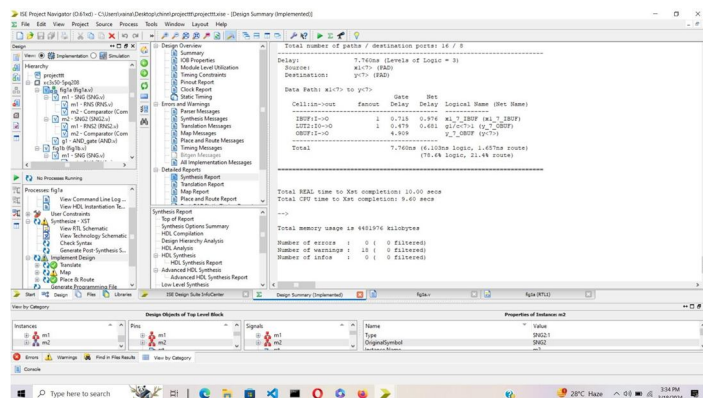 ISE Project Navigator (O.61xd) - C:\Users\vaina\Desktop\shirel\projecttt\projecttt.xise - [Design Summary (Implemented)]
File Edit View Project Source Process Tools Window Layout Help
Design
View: Implementation Simulation
Hierarchy
projecttt
xc3s50-5pq208
fig1a (fig1a.v)
m1 - SNG (SNG.v)
m1 - RNS (RNS.v)
m2 - Comparator (Com
m2 - SNG2 (SNG2.v)
m1 - RNS2 (RNS2.v)
m2 - Comparator (Com
g1 - AND_gate (AND.v)
fig1b (fig1b.v)
m1 - SNG (SNG.v)
No Processes Running
Processes: fig1a
View Command Line Log ...
View HDL Instantiation Te...
User Constraints
Synthesize - XST
View RTL Schematic
View Technology Schematic
Check Syntax
Generate Post-Synthesis S...
Implement Design
Translate
Map
Place & Route
Generate Programming File
Start Design Files Libraries
Design Overview
Summary
IOB Properties
Module Level Utilization
Timing Constraints
Pinout Report
Clock Report
Static Timing
Errors and Warnings
Parser Messages
Synthesis Messages
Translation Messages
Map Messages
Place and Route Messages
Timing Messages
Bitgen Messages
All Implementation Messages
Detailed Reports
Synthesis Report
Translation Report
Map Report
Place and Route Report
Synthesis Report
Top of Report
Synthesis Options Summary
HDL Compilation
Design Hierarchy Analysis
HDL Analysis
HDL Synthesis
HDL Synthesis Report
Advanced HDL Synthesis
Advanced HDL Synthesis Report
Low Level Synthesis
Total number of paths / destination ports: 16 / 8
Delay: 7.760ns (Levels of Logic = 3)
Source: xi<7> (PAD)
Destination: y<7> (PAD)
Data Path: xi<7> to y<7>
Gate Net
Cell:in->out fanout Delay Delay Logical Name (Net Name)
IBUF:I->O 1 0.715 0.976 xi_7_IBUF (xi_7_IBUF)
LUT2:I0->O 1 0.479 0.681 g1/c<7>1 (y_7_OBUF)
OBUF:I->O 4.909 y_7_OBUF (y<7>)
Total 7.760ns (6.103ns logic, 1.657ns route)
(78.6% logic, 21.4% route)
Total REAL time to Xst completion: 10.00 secs
Total CPU time to Xst completion: 9.60 secs
-->
Total memory usage is 4481976 kilobytes
Number of errors : 0 ( 0 filtered)
Number of warnings : 18 ( 0 filtered)
Number of infos : 0 ( 0 filtered)
ISE Design Suite InfoCenter Design Summary (Implemented) fig1a.v fig1a (RTL1)
View by Category
Design Objects of Top Level Block
Properties of Instance: m2
Instances Pins Signals Name Value
m1 m1 m1 Type SNG2:1
m2 m2 m2 OriginalSymbol SNG2
Errors Warnings Find in Files Results View by Category
Console
Type here to search
28°C Haze
3:34 PM